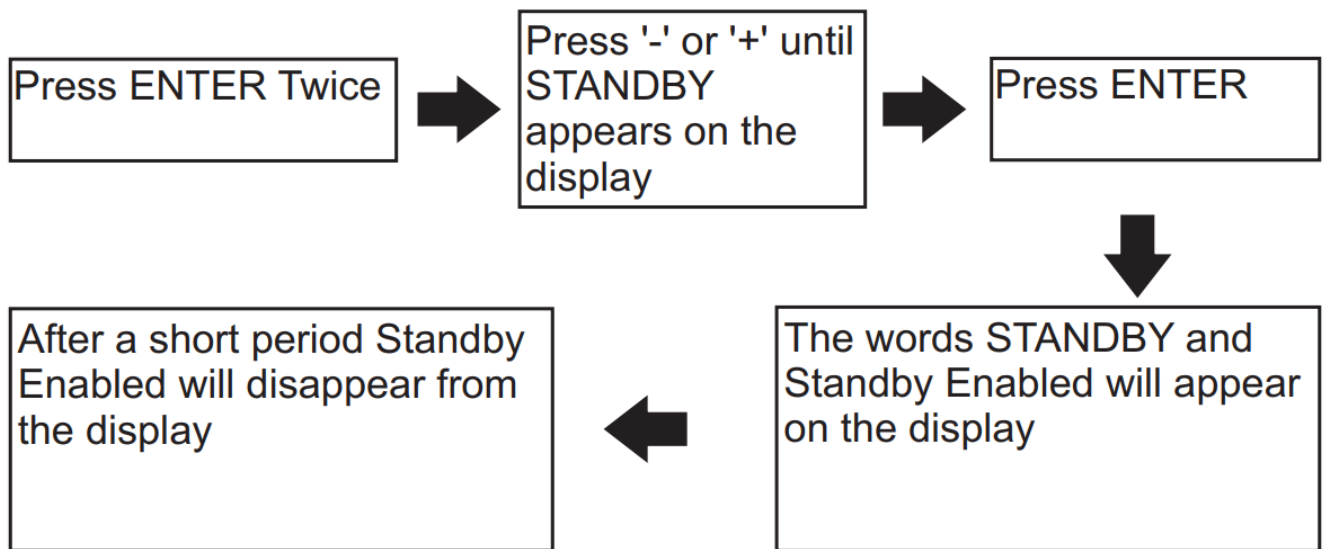 Press ENTER Twice
Press '-' or '+' until
STANDBY
appears on the
display
Press ENTER
The words STANDBY and
Standby Enabled will appear
on the display
After a short period Standby
Enabled will disappear from
the display